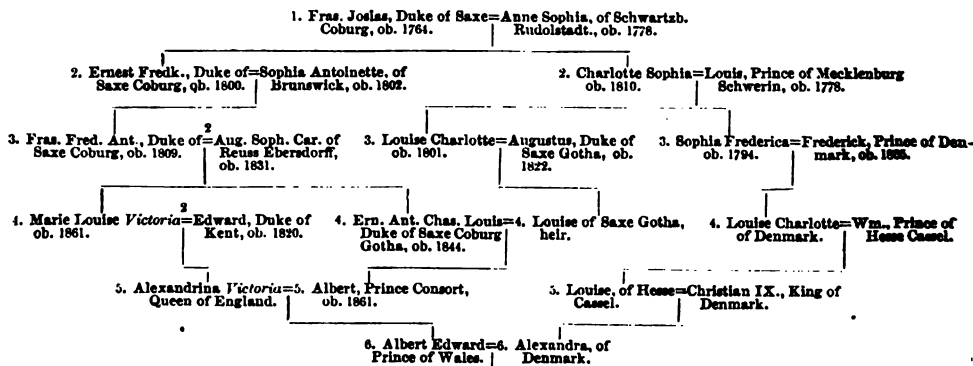 1. Fras. Josias, Duke of Saxe=Anne Sophia, of Schwartzb.
Coburg, ob. 1764. Rudolstadt., ob. 1778.
2. Ernest Fredk., Duke of=Sophia Antoinette, of
Saxe Coburg, ob. 1800. Brunswick, ob. 1802.
2. Charlotte Sophia=Louis, Prince of Mecklenburg
ob. 1810. Schwerin, ob. 1778.
2
3. Fras. Fred. Ant., Duke of=Aug. Soph. Car. of
Saxe Coburg, ob. 1809. Reuss Ebersdorff,
ob. 1831.
3. Louise Charlotte=Augustus, Duke of
ob. 1801. Saxe Gotha, ob.
1822.
3. Sophia Frederica=Frederick, Prince of Den-
ob. 1794. mark, ob.
2
4. Marie Louise Victoria=Edward, Duke of
ob. 1861. Kent, ob. 1820.
4. Ern. Ant. Chas. Louis=4. Louise of Saxe Gotha,
Duke of Saxe Coburg heir.
Gotha, ob. 1844.
4. Louise Charlotte=Wm., Prince of
of Denmark. Hesse Cassel.
5. Alexandrina Victoria=5. Albert, Prince Consort,
Queen of England. ob. 1861.
5. Louise, of Hesse=Christian IX., King of
Cassel. Denmark.
6. Albert Edward=6. Alexandra, of
Prince of Wales. Denmark.